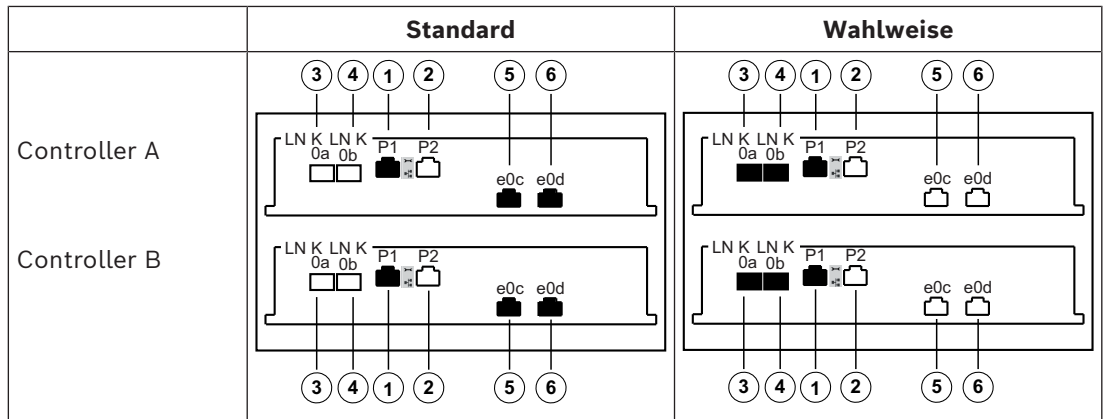 Standard Wahlweise
3 4 1 2 5 6 3 4 1 2 5 6
Controller A
LN K LN K P1 P2 LN K LN K P1 P2
0a 0b 0a 0b
e0c e0d e0c e0d
Controller B
LN K LN K P1 P2 LN K LN K P1 P2
0a 0b 0a 0b
e0c e0d e0c e0d
3 4 1 2 5 6 3 4 1 2 5 6